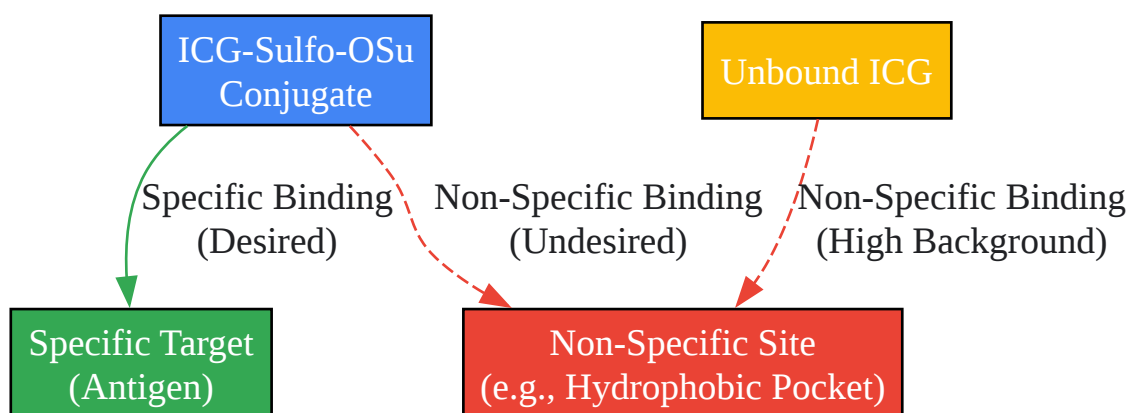 ICG-Sulfo-OSu
Conjugate
Unbound ICG
Specific Binding
(Desired)
Non-Specific Binding
(Undesired)
Non-Specific Binding
(High Background)
Specific Target
(Antigen)
Non-Specific Site
(e.g., Hydrophobic Pocket)